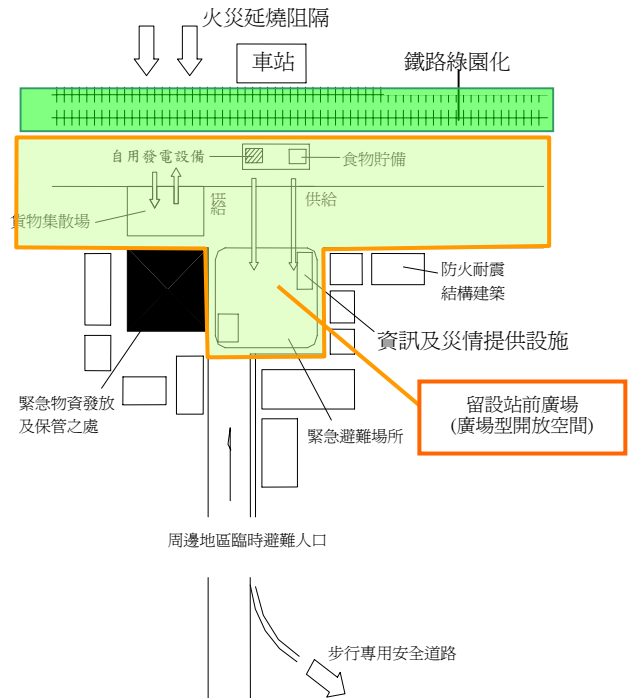 火災延燒阻隔
車站
鐵路綠園化
自用發電設備
食物貯備
貨物集散場
供給
供給
防火耐震
結構建築
資訊及災情提供設施
緊急物資發放
及保管之處
緊急避難場所
留設站前廣場
(廣場型開放空間)
周邊地區臨時避難人口
步行專用安全道路